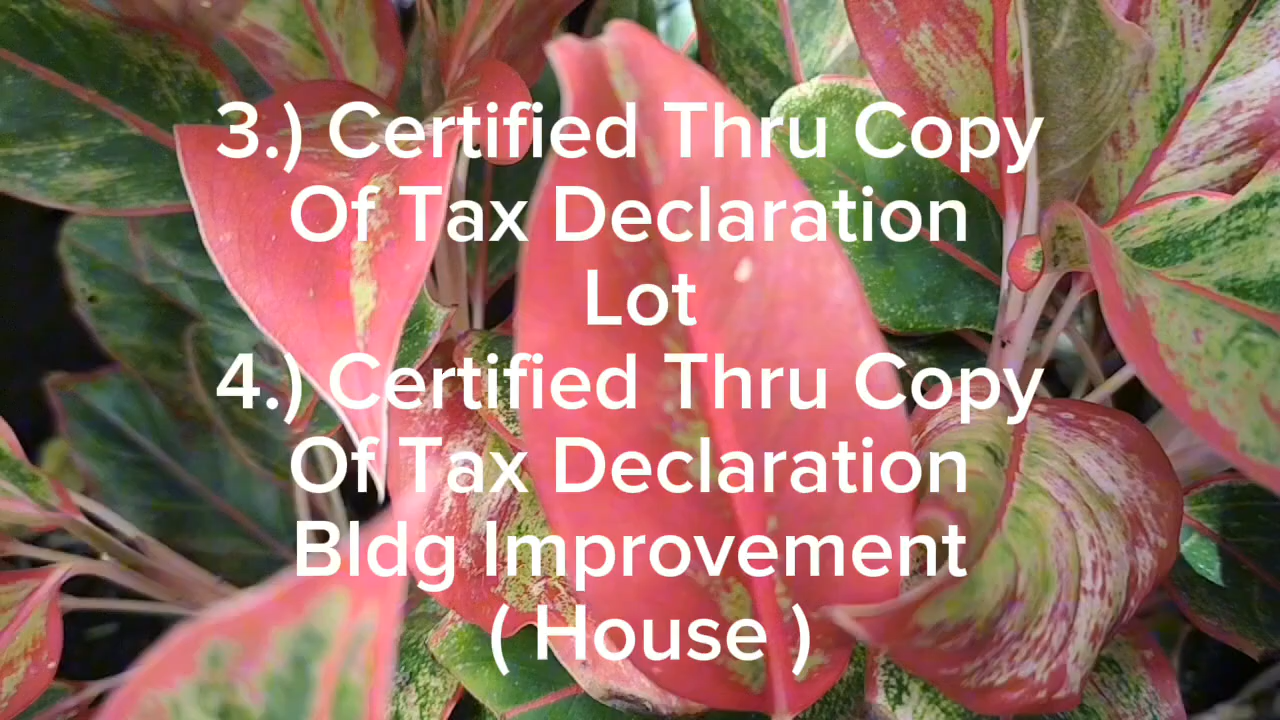 3.) Certified Thru Copy
Of Tax Declaration
Lot
4.) Certified Thru Copy
Of Tax Declaration
Bldg Improvement
( House )